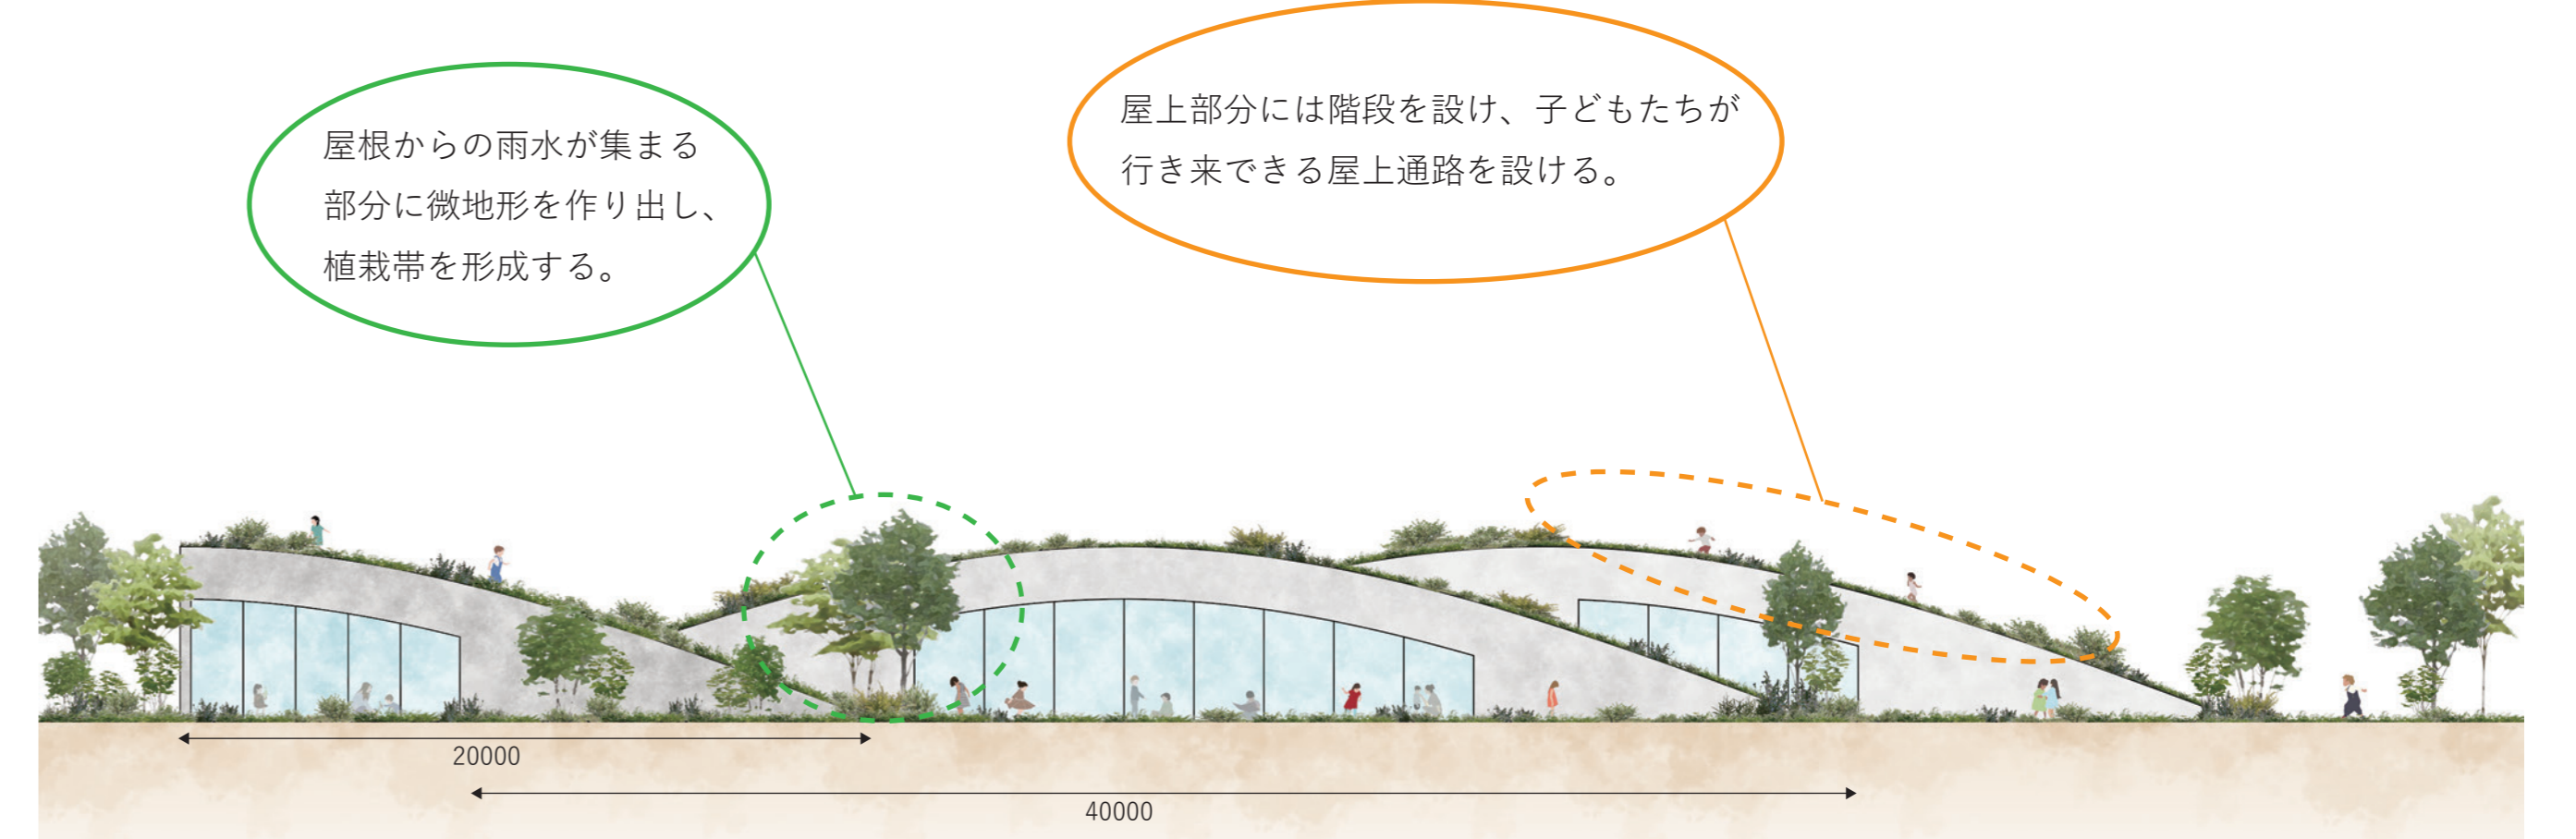 屋根からの雨水が集まる
部分に微地形を作り出し、
植栽帯を形成する。
屋上部分には階段を設け、子どもたちが
行き来できる屋上通路を設ける。
20000
40000